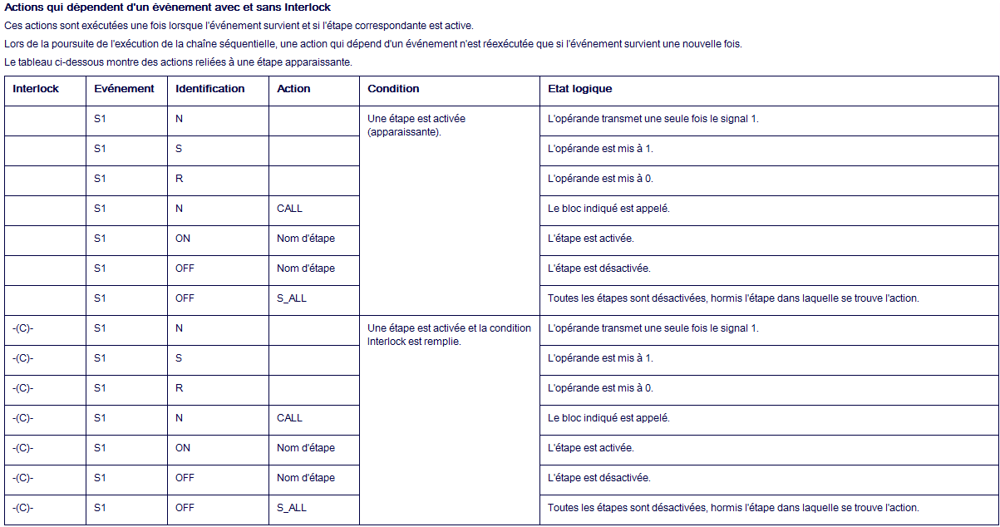 Actions qui dépendent d'un événement avec et sans Interlock
Ces actions sont exécutées une fois lorsque l'événement survient et si l'étape correspondante est active.
Lors de la poursuite de l'exécution de la chaîne séquentielle, une action qui dépend d'un événement n'est réexécutée que si l'événement survient une nouvelle fois.
Le tableau ci-dessous montre des actions reliées à une étape apparaissante.
Interlock Evénement Identification Action Condition Etat logique
S1 N Une étape est activée L'opérande transmet une seule fois le signal 1.
(apparaissante).
S1 S L'opérande est mis à 1.
S1 R L'opérande est mis à 0.
S1 N CALL Le bloc indiqué est appelé.
S1 ON Nom d'étape L'étape est activée.
S1 OFF Nom d'étape L'étape est désactivée.
S1 OFF S_ALL Toutes les étapes sont désactivées, hormis l'étape dans laquelle se trouve l'action.
-(C)- S1 N Une étape est activée et la condition L'opérande transmet une seule fois le signal 1.
Interlock est remplie.
-(C)- S1 S L'opérande est mis à 1.
-(C)- S1 R L'opérande est mis à 0.
-(C)- S1 N CALL Le bloc indiqué est appelé.
-(C)- S1 ON Nom d'étape L'étape est activée.
-(C)- S1 OFF Nom d'étape L'étape est désactivée.
-(C)- S1 OFF S_ALL Toutes les étapes sont désactivées, hormis l'étape dans laquelle se trouve l'action.